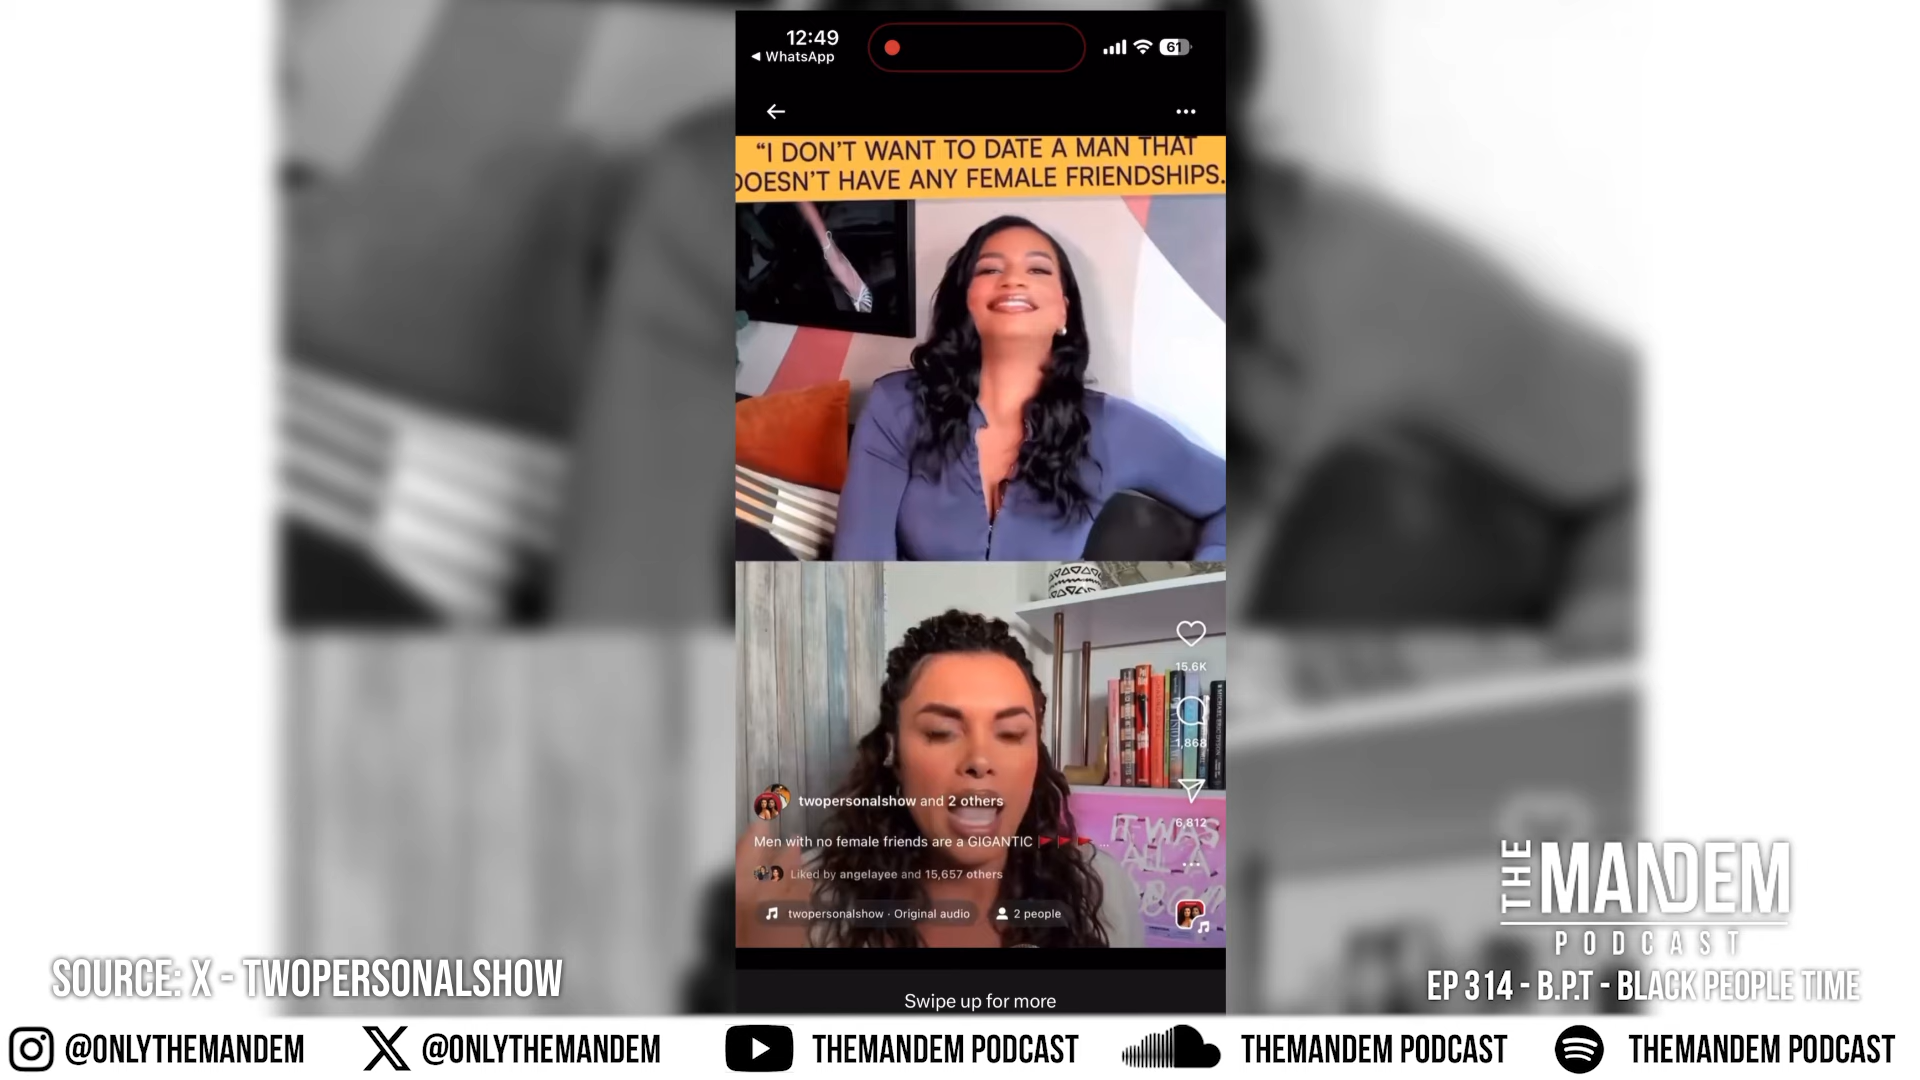 12:49
WhatsApp
61
“I DON’T WANT TO DATE A MAN THAT
DOESN’T HAVE ANY FEMALE FRIENDSHIPS.
15.6K
1,868
6,812
twopersonalshow and 2 others
Men with no female friends are a GIGANTIC 🚩🚩🚩 ...
IT WAS
ALL A
Liked by angelayee and 15,657 others
twopersonalshow · Original audio
2 people
Swipe up for more
SOURCE: X - TWOPERSONALSHOW
THE MANDEM
PODCAST
EP 314 - B.P.T - BLACK PEOPLE TIME
@ONLYTHEMANDEM
@ONLYTHEMANDEM
THEMANDEM PODCAST
THEMANDEM PODCAST
THEMANDEM PODCAST